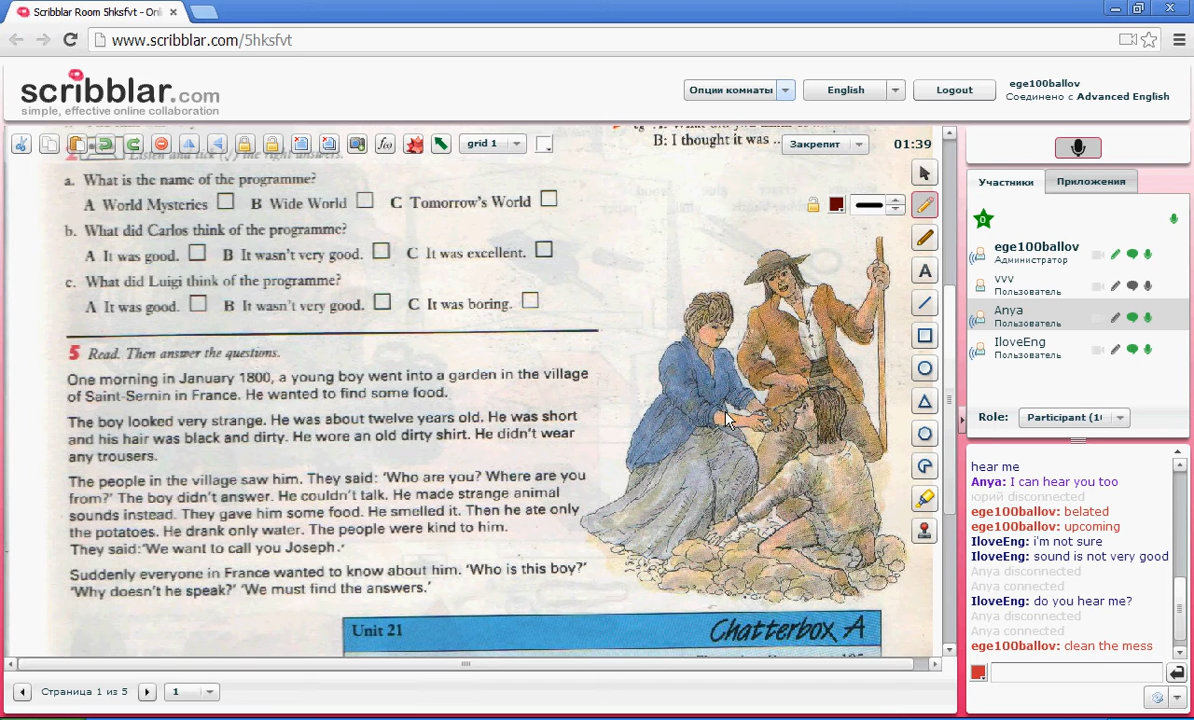 Scribblar Room 5hksfvt - Onl
www.scribblar.com/5hksfvt
scribblar.com
simple, effective online collaboration
Опции комнаты
English
Logout
ege100ballov
Соединено с Advanced English
f(x)
grid 1
B: I thought it was ..
Закрепит
01:39
2 Listen and tick (√) the right answers.
a. What is the name of the programme?
A World Mysteries B Wide World C Tomorrow's World
b. What did Carlos think of the programme?
A It was good. B It wasn't very good. C It was excellent.
c. What did Luigi think of the programme?
A It was good. B It wasn't very good. C It was boring.
5 Read. Then answer the questions.
One morning in January 1800, a young boy went into a garden in the village
of Saint-Sernin in France. He wanted to find some food.
The boy looked very strange. He was about twelve years old. He was short
and his hair was black and dirty. He wore an old dirty shirt. He didn't wear
any trousers.
The people in the village saw him. They said: 'Who are you? Where are you
from?' The boy didn't answer. He couldn't talk. He made strange animal
sounds instead. They gave him some food. He smelled it. Then he ate only
the potatoes. He drank only water. The people were kind to him.
They said: 'We want to call you Joseph.'
Suddenly everyone in France wanted to know about him. 'Who is this boy?'
'Why doesn't he speak?' 'We must find the answers.'
Unit 21
Chatterbox A
A
Страница 1 из 5
1
Участники
Приложения
0
ege100ballov
Администратор
vvv
Пользователь
Anya
Пользователь
IloveEng
Пользователь
Role:
Participant (1
hear me
Anya: I can hear you too
юрий disconnected
ege100ballov: belated
ege100ballov: upcoming
IloveEng: i'm not sure
IloveEng: sound is not very good
Anya disconnected
Anya connected
IloveEng: do you hear me?
Anya disconnected
Anya connected
ege100ballov: clean the mess